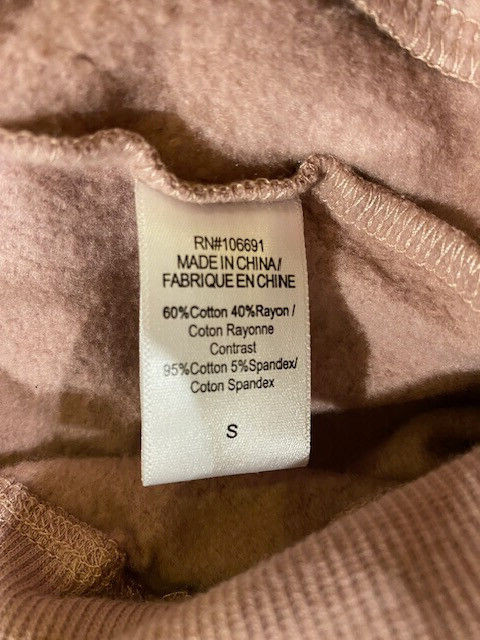 RN#106691
MADE IN CHINA/
FABRIQUE EN CHINE
60%Cotton 40%Rayon /
Coton Rayonne
Contrast
95%Cotton 5%Spandex/
Coton Spandex
S